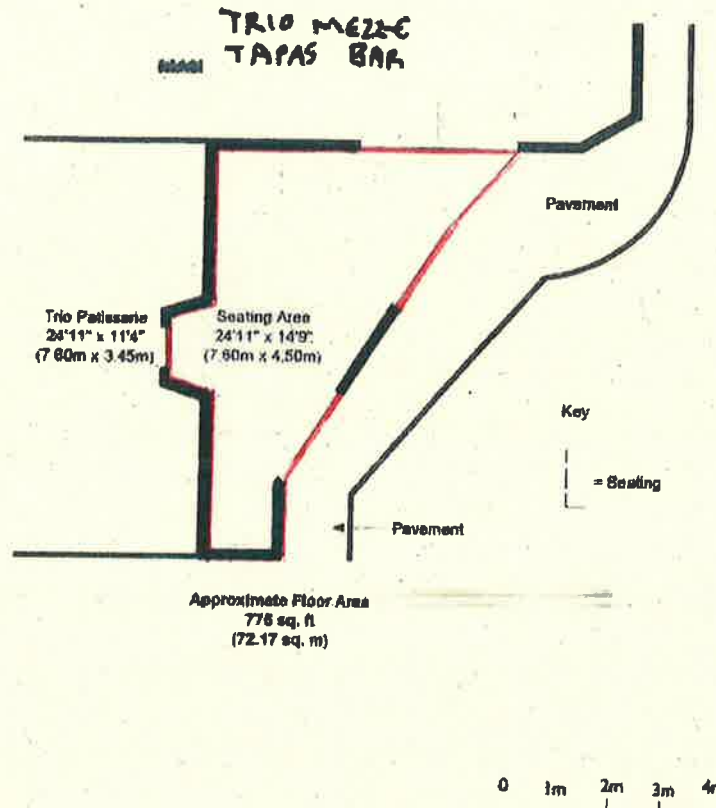 TRIO MEZZE
TAPAS BAR
Pavement
Trio Patisserie
24'11" x 11'4"
(7.60m x 3.45m)
Seating Area
24'11" x 14'9"
(7.60m x 4.50m)
Key
= Seating
Pavement
Approximate Floor Area
776 sq. ft
(72.17 sq. m)
0 1m 2m 3m